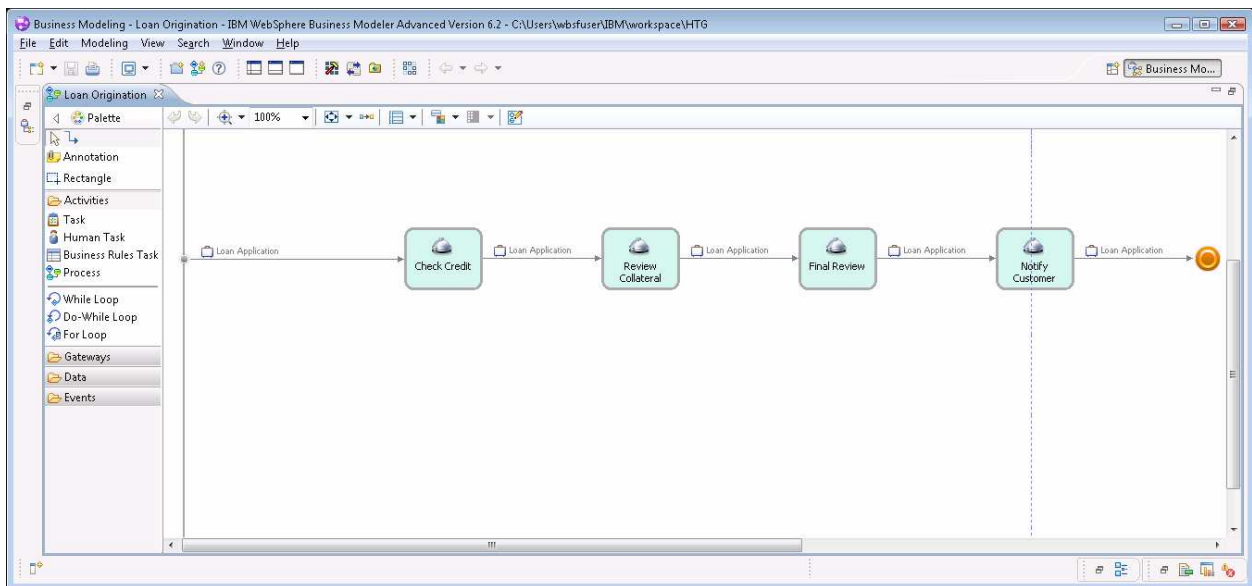 Business Modeling - Loan Origination - IBM WebSphere Business Modeler Advanced Version 6.2 - C:\Users\wbsfuser\IBM\workspace\HTG
File Edit Modeling View Search Window Help
Business Mo...
Loan Origination
Palette 100%
Annotation
Rectangle
Activities
Task
Human Task
Business Rules Task
Process
While Loop
Do-While Loop
For Loop
Gateways
Data
Events
Loan Application
Check Credit
Loan Application
Review
Collateral
Loan Application
Final Review
Loan Application
Notify
Customer
Loan Application